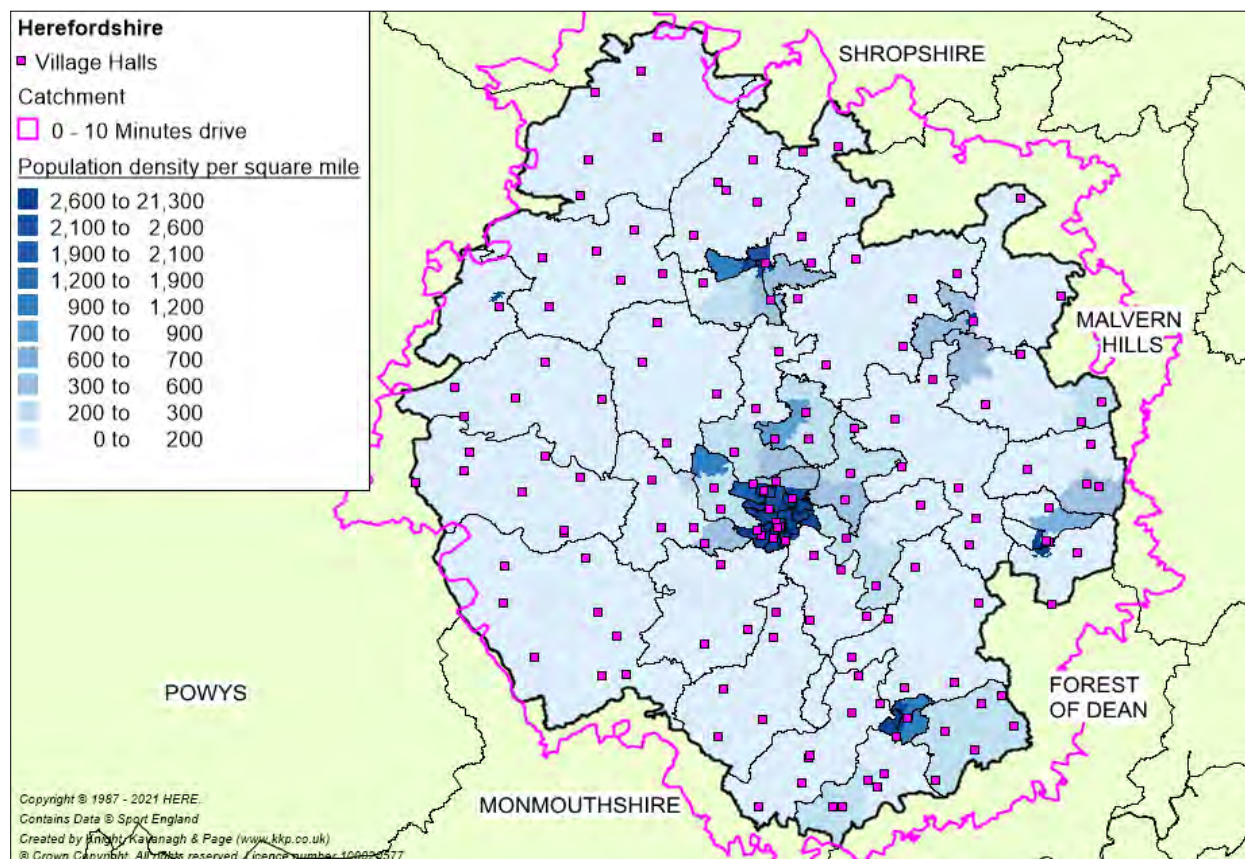 Herefordshire
Village Halls
Catchment
0 - 10 Minutes drive
Population density per square mile
2,600 to 21,300
2,100 to 2,600
1,900 to 2,100
1,200 to 1,900
900 to 1,200
700 to 900
600 to 700
300 to 600
200 to 300
0 to 200
SHROPSHIRE
MALVERN
HILLS
POWYS
FOREST
OF DEAN
MONMOUTHSHIRE
Copyright © 1987 - 2021 HERE.
Contains Data © Sport England
Created by Knight, Kavanagh & Page (www.kkp.co.uk)
© Crown Copyright. All rights reserved. Licence number